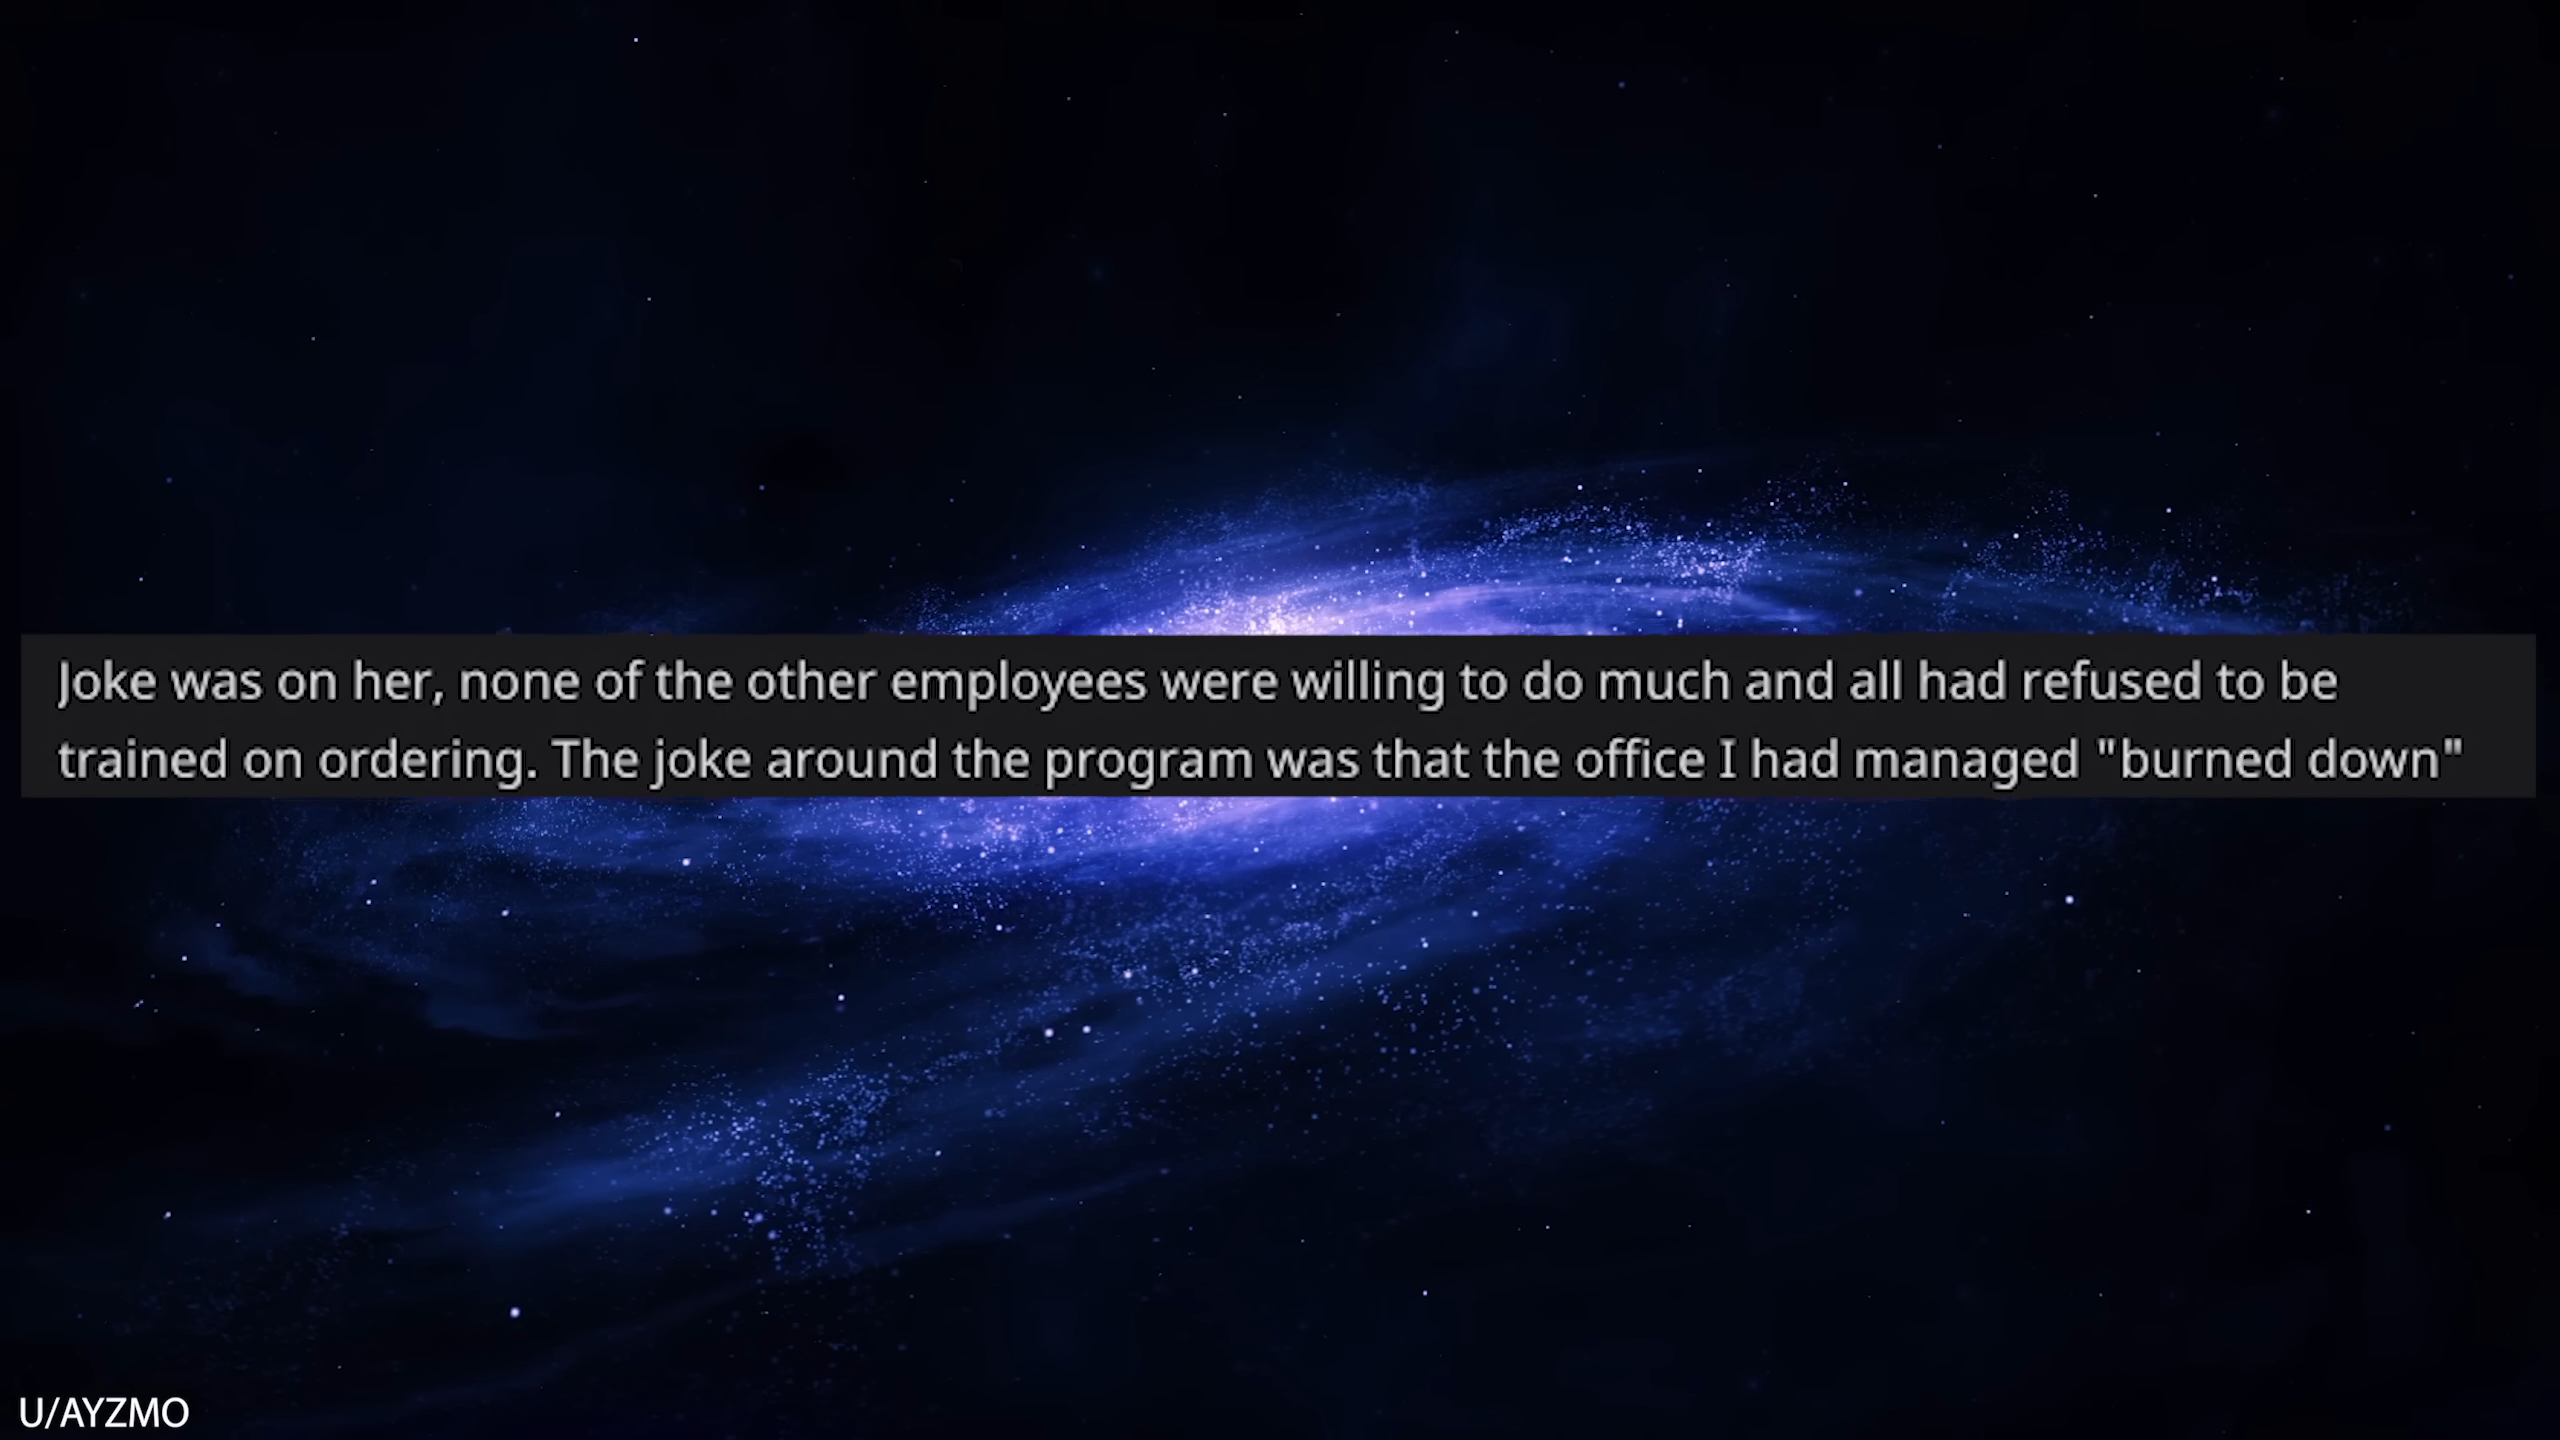 Joke was on her, none of the other employees were willing to do much and all had refused to be
trained on ordering. The joke around the program was that the office I had managed "burned down"
U/AYZMO